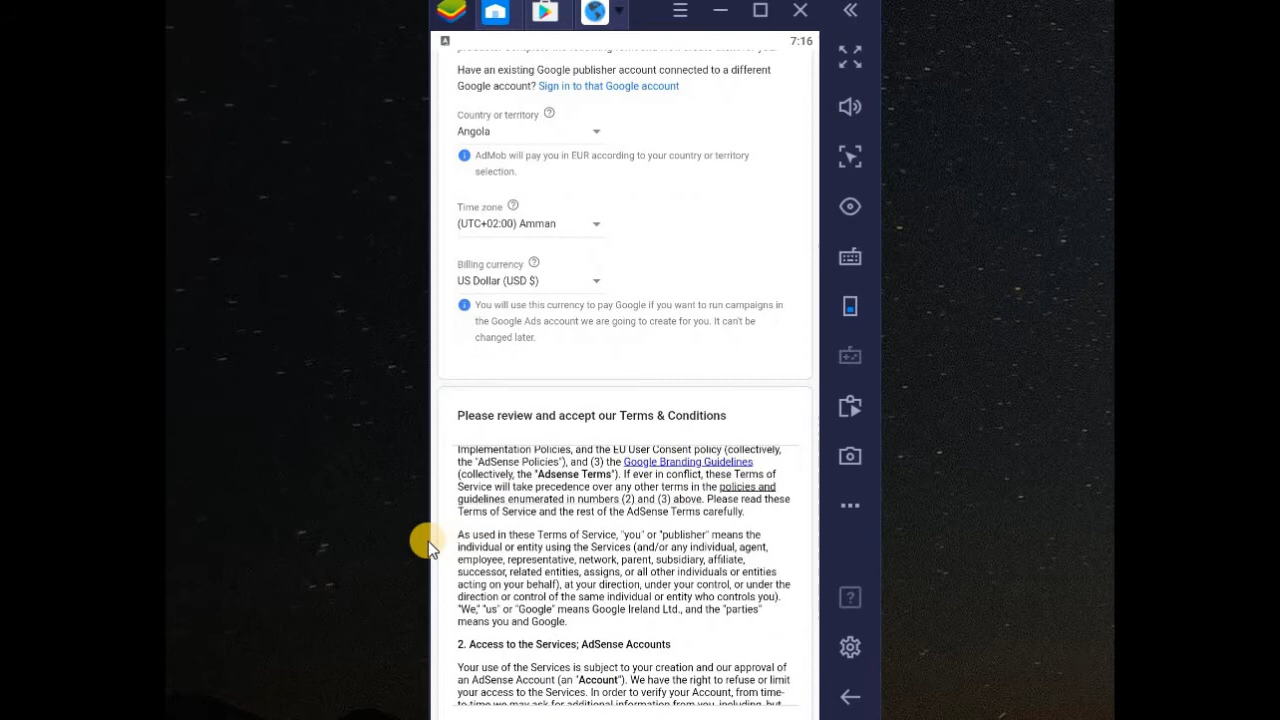 7:16
Have an existing Google publisher account connected to a different
Google account? Sign in to that Google account
Country or territory
Angola
AdMob will pay you in EUR according to your country or territory
selection.
Time zone
(UTC+02:00) Amman
Billing currency
US Dollar (USD $)
You will use this currency to pay Google if you want to run campaigns in
the Google Ads account we are going to create for you. It can't be
changed later.
Please review and accept our Terms & Conditions
Implementation Policies, and the EU User Consent policy (collectively,
the "AdSense Policies"), and (3) the Google Branding Guidelines
(collectively, the "Adsense Terms"). If ever in conflict, these Terms of
Service will take precedence over any other terms in the policies and
guidelines enumerated in numbers (2) and (3) above. Please read these
Terms of Service and the rest of the AdSense Terms carefully.
As used in these Terms of Service, "you" or "publisher" means the
individual or entity using the Services (and/or any individual, agent,
employee, representative, network, parent, subsidiary, affiliate,
successor, related entities, assigns, or all other individuals or entities
acting on your behalf), at your direction, under your control, or under the
direction or control of the same individual or entity who controls you).
"We," "us" or "Google" means Google Ireland Ltd., and the "parties"
means you and Google.
2. Access to the Services; AdSense Accounts
Your use of the Services is subject to your creation and our approval of
an AdSense Account (an "Account"). We have the right to refuse or limit
your access to the Services. In order to verify your Account, from time-
to-time we may ask for additional information from you, including, but